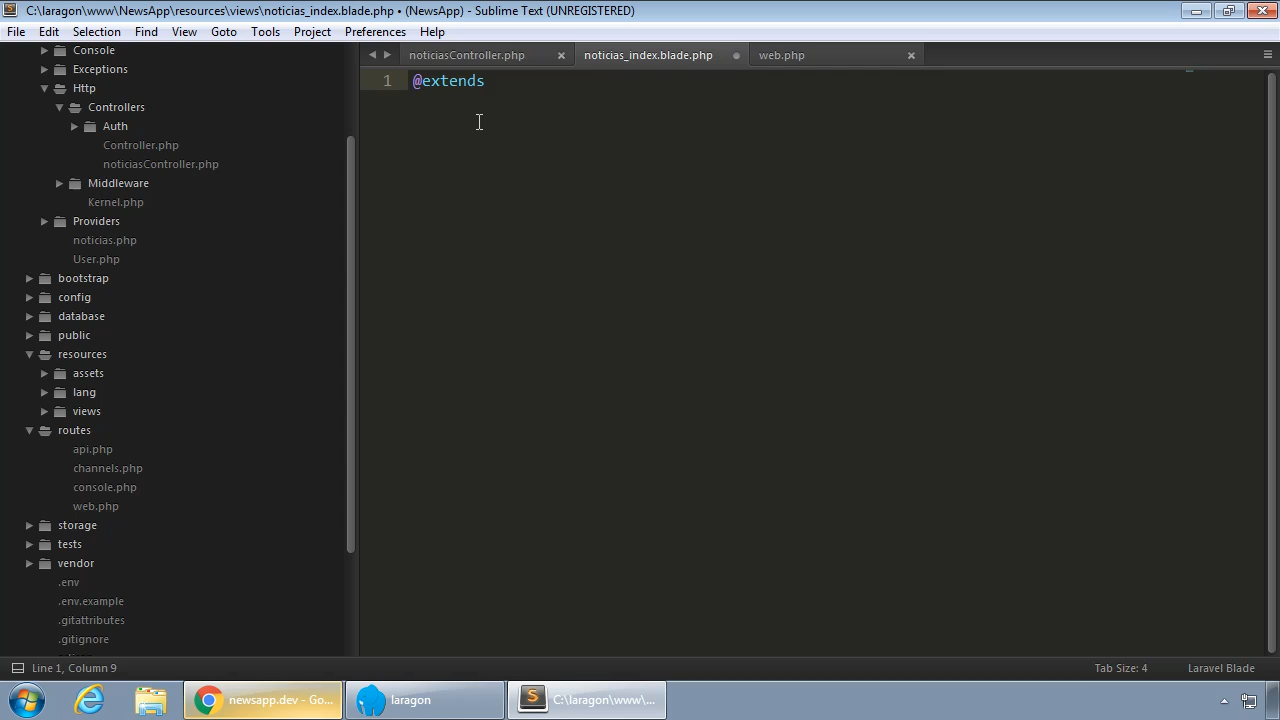 C:\laragon\www\NewsApp\resources\views\noticias_index.blade.php • (NewsApp) - Sublime Text (UNREGISTERED)
File Edit Selection Find View Goto Tools Project Preferences Help
Console
Exceptions
Http
Controllers
Auth
Controller.php
noticiasController.php
Middleware
Kernel.php
Providers
noticias.php
User.php
bootstrap
config
database
public
resources
assets
lang
views
routes
api.php
channels.php
console.php
web.php
storage
tests
vendor
.env
.env.example
.gitattributes
.gitignore
noticiasController.php noticias_index.blade.php web.php
1 @extends
Line 1, Column 9 Tab Size: 4 Laravel Blade
newsapp.dev - Go... laragon C:\laragon\www\...